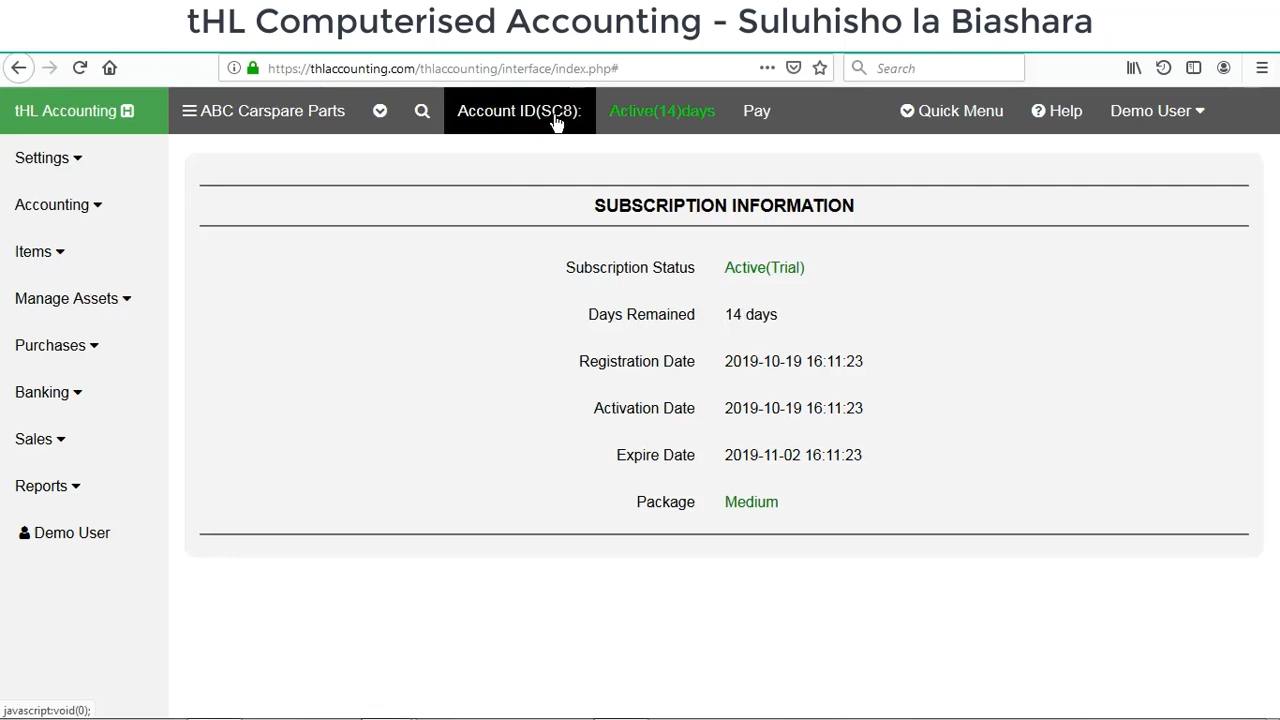 tHL Computerised Accounting - Suluhisho la Biashara
https://thlaccounting.com/thlaccounting/interface/index.php#
Search
tHL Accounting
ABC Carspare Parts
Account ID(SC8):
Active(14)days
Pay
Quick Menu
Help
Demo User
Settings
Accounting
Items
Manage Assets
Purchases
Banking
Sales
Reports
Demo User
SUBSCRIPTION INFORMATION
Subscription Status Active(Trial)
Days Remained 14 days
Registration Date 2019-10-19 16:11:23
Activation Date 2019-10-19 16:11:23
Expire Date 2019-11-02 16:11:23
Package Medium
javascript:void(0);